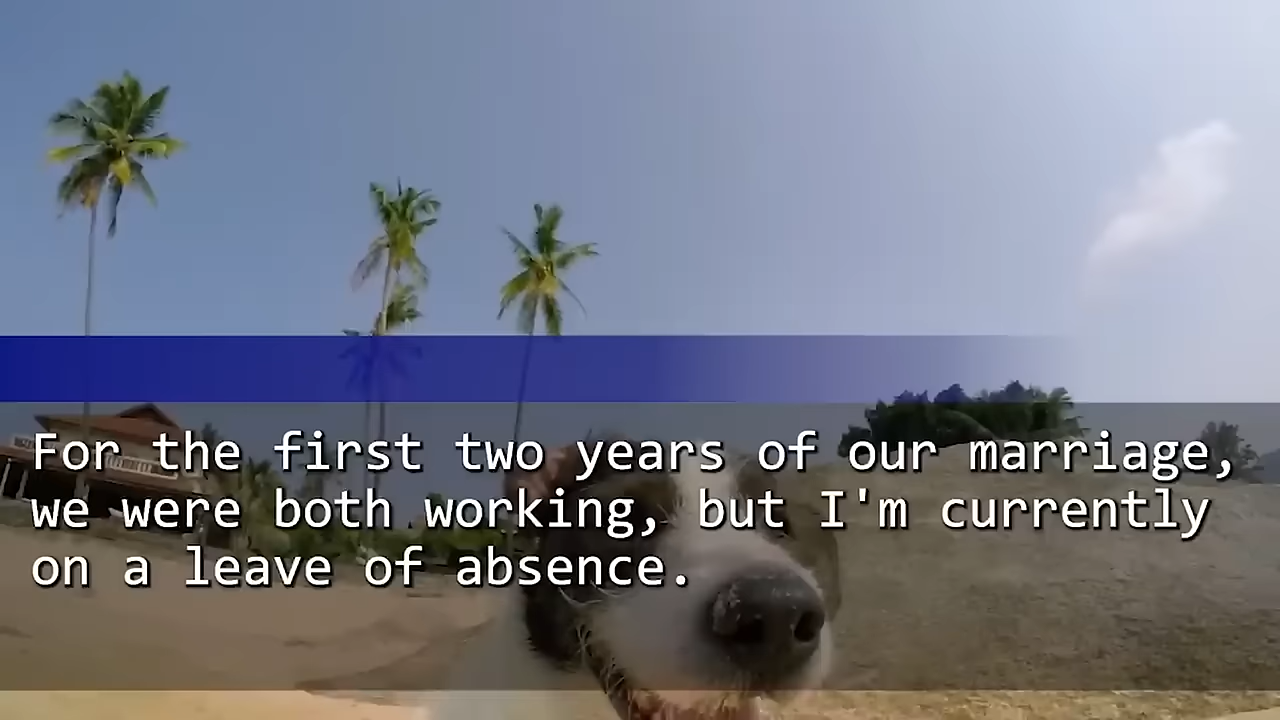 For the first two years of our marriage,
we were both working, but I'm currently
on a leave of absence.